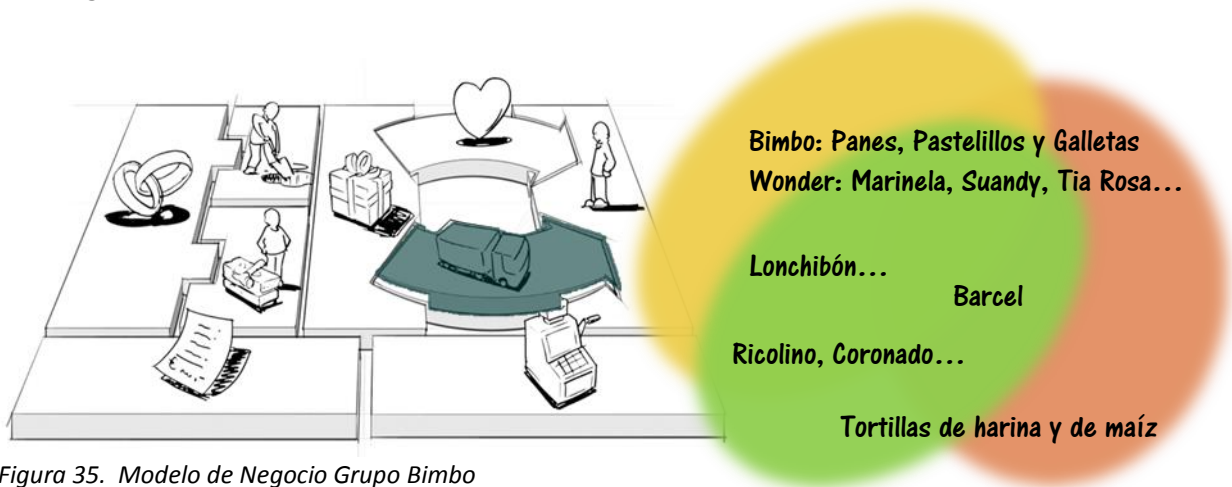 Bimbo: Panes, Pastelillos y Galletas
Wonder: Marinela, Suandy, Tia Rosa...
Lonchibón...
Barcel
Ricolino, Coronado...
Tortillas de harina y de maíz
Figura 35. Modelo de Negocio Grupo Bimbo